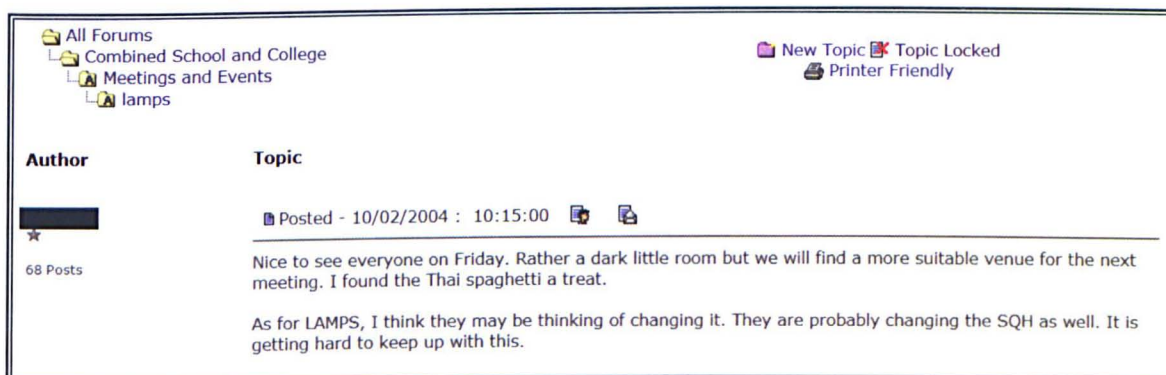 All Forums
Combined School and College
Meetings and Events
lamps
New Topic Topic Locked
Printer Friendly
Author Topic
Posted - 10/02/2004 : 10:15:00
68 Posts
Nice to see everyone on Friday. Rather a dark little room but we will find a more suitable venue for the next
meeting. I found the Thai spaghetti a treat.
As for LAMPS, I think they may be thinking of changing it. They are probably changing the SQH as well. It is
getting hard to keep up with this.